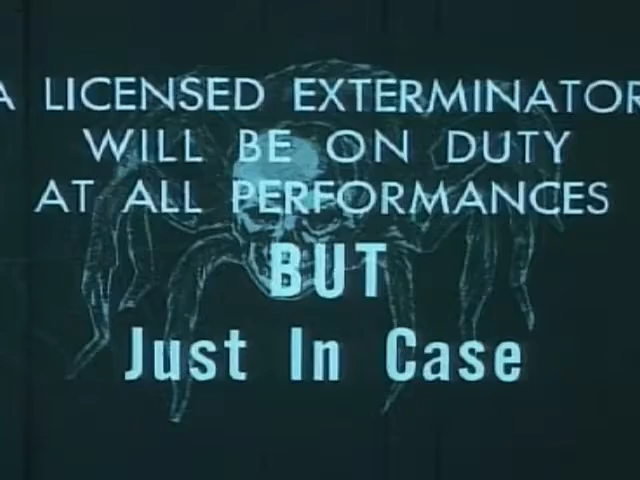 A LICENSED EXTERMINATOR
WILL BE ON DUTY
AT ALL PERFORMANCES
BUT
Just In Case